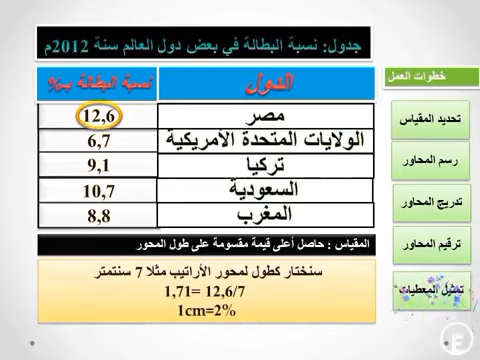 جدول: نسبة البطالة في بعض دول العالم سنة 2012م
الدول نسبة البطالة ب%
مصر 12,6
الولايات المتحدة الأمريكية 6,7
تركيا 9,1
السعودية 10,7
المغرب 8,8
المقياس : حاصل أعلى قيمة مقسومة على طول المحور
سنختار كطول لمحور الأراتيب مثلا 7 سنتمتر
1,71= 12,6/7
1cm=2%
خطوات العمل
تحديد المقياس
رسم المحاور
تدريج المحاور
ترقيم المحاور
تمثيل المعطيات